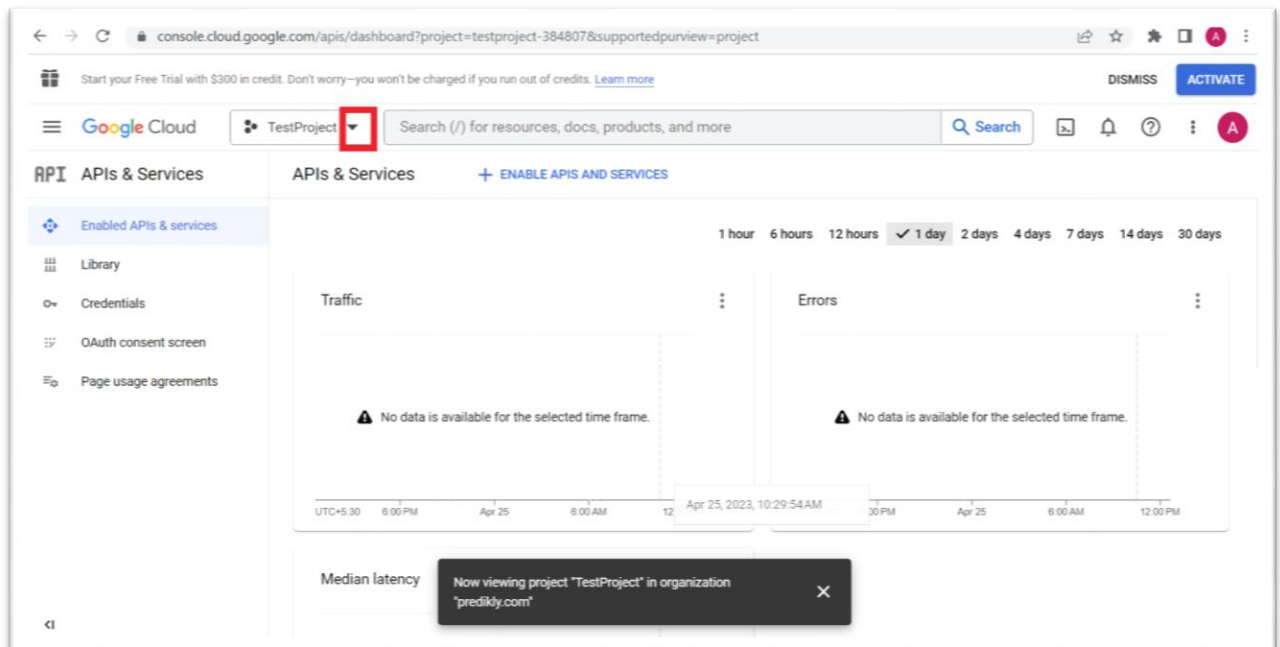 console.cloud.google.com/apis/dashboard?project=testproject-384807&supportedpurview=project
A
Start your Free Trial with $300 in credit. Don't worry—you won't be charged if you run out of credits. Learn more
DISMISS
ACTIVATE
Google Cloud
TestProject
Search (/) for resources, docs, products, and more
Search
A
API APIs & Services
APIs & Services
+ ENABLE APIS AND SERVICES
Enabled APIs & services
Library
Credentials
OAuth consent screen
Page usage agreements
1 hour 6 hours 12 hours 1 day 2 days 4 days 7 days 14 days 30 days
Traffic
No data is available for the selected time frame.
UTC+5:30 6:00 PM Apr 25 6:00 AM 12
Errors
No data is available for the selected time frame.
Apr 25, 2023, 10:29:54 AM
:00 PM Apr 25 6:00 AM 12:00 PM
Median latency
Now viewing project "TestProject" in organization
"predikly.com"